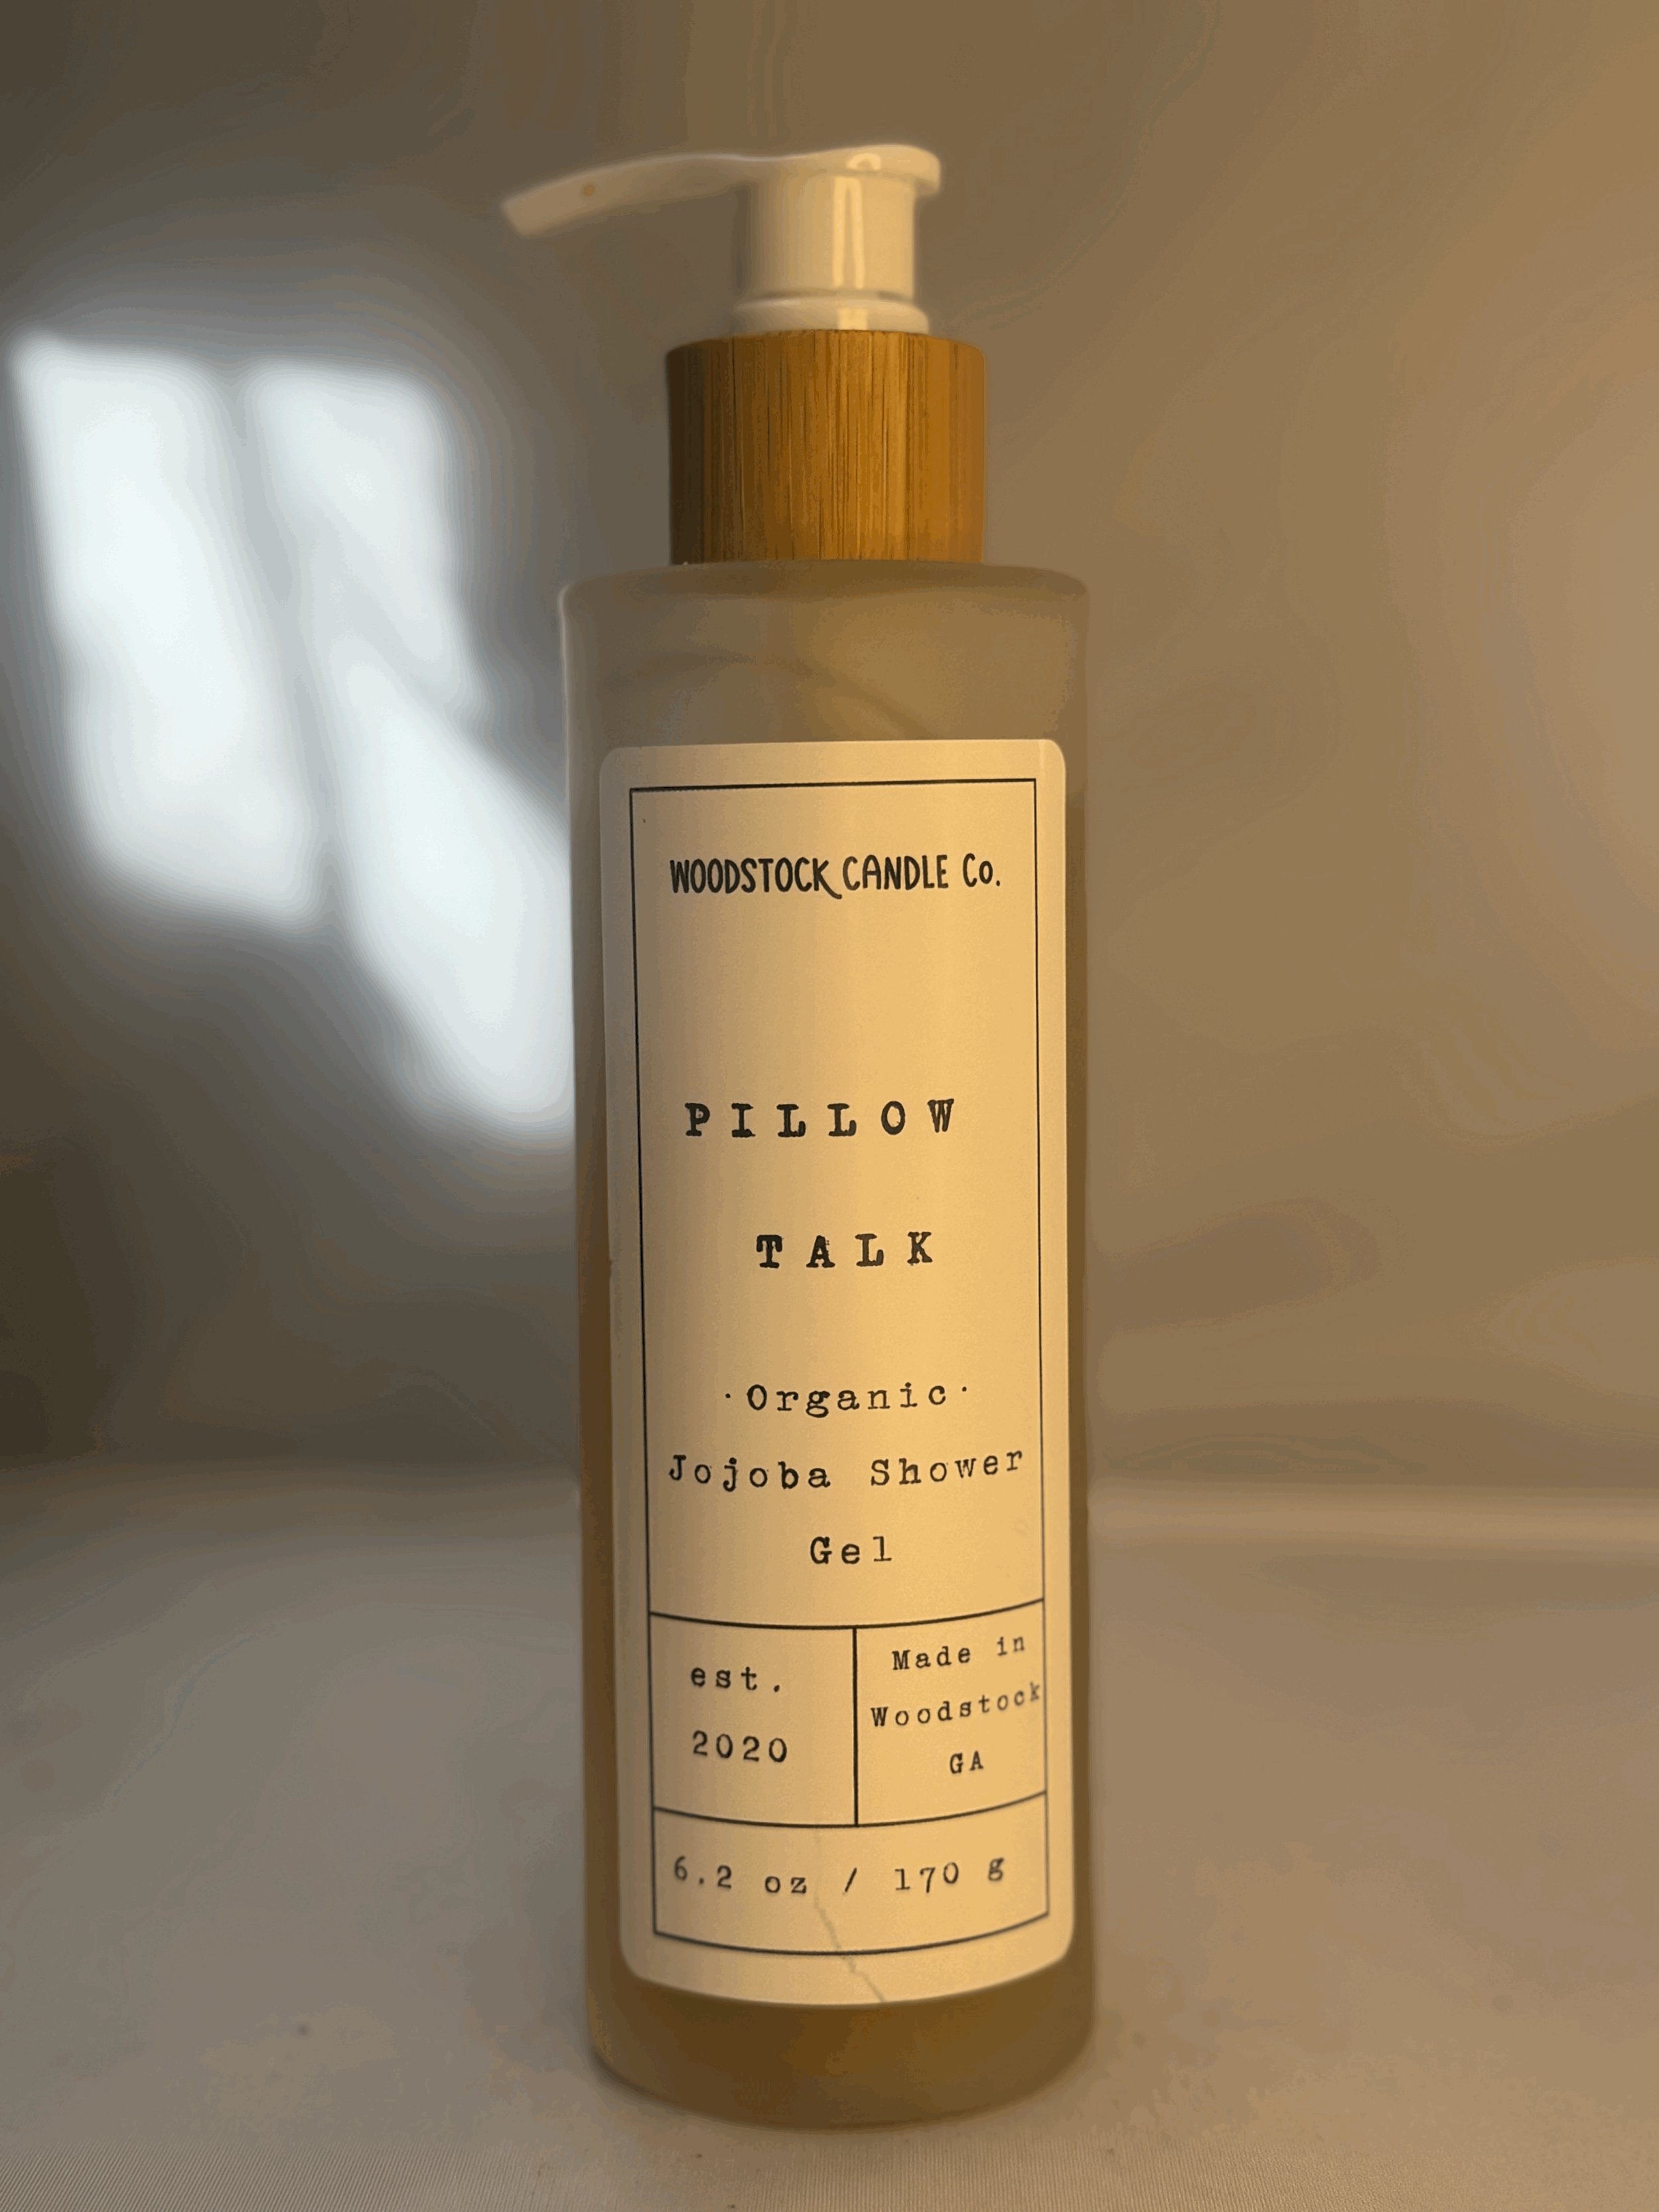 WOODSTOCK CANDLE Co.
PILLOW
TALK
·Organic·
Jojoba Shower
Gel
est.
2020
Made in
Woodstock
GA
6.2 oz / 170 g